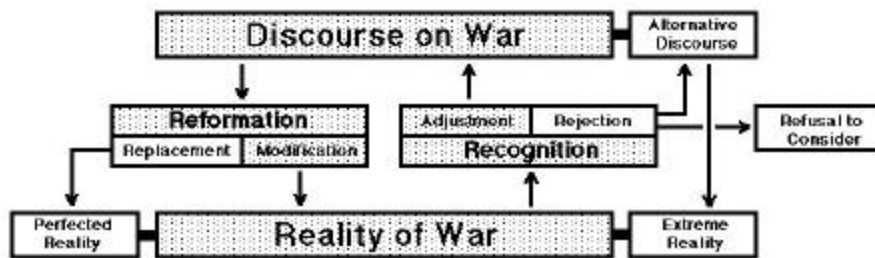 Discourse on War
Alternative
Discourse
Reformation
Replacement
Modification
Adjustment
Rejection
Recognition
Refusal to
Consider
Perfected
Reality
Reality of War
Extreme
Reality